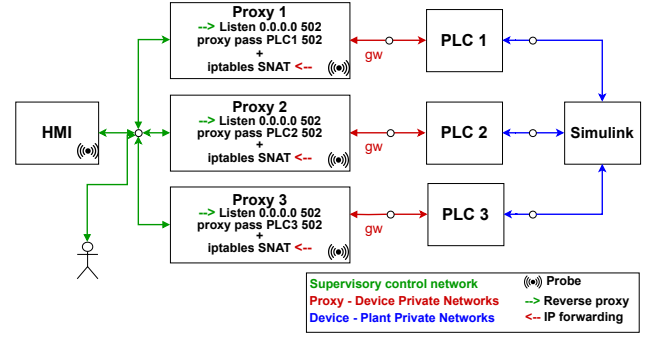 Proxy 1
--> Listen 0.0.0.0 502
proxy pass PLC1 502
+
iptables SNAT <--
gw
PLC 1
HMI
Proxy 2
--> Listen 0.0.0.0 502
proxy pass PLC2 502
+
iptables SNAT <--
gw
PLC 2
Simulink
Proxy 3
--> Listen 0.0.0.0 502
proxy pass PLC3 502
+
iptables SNAT <--
gw
PLC 3
Supervisory control network
Proxy - Device Private Networks
Device - Plant Private Networks
Probe
--> Reverse proxy
<-- IP forwarding